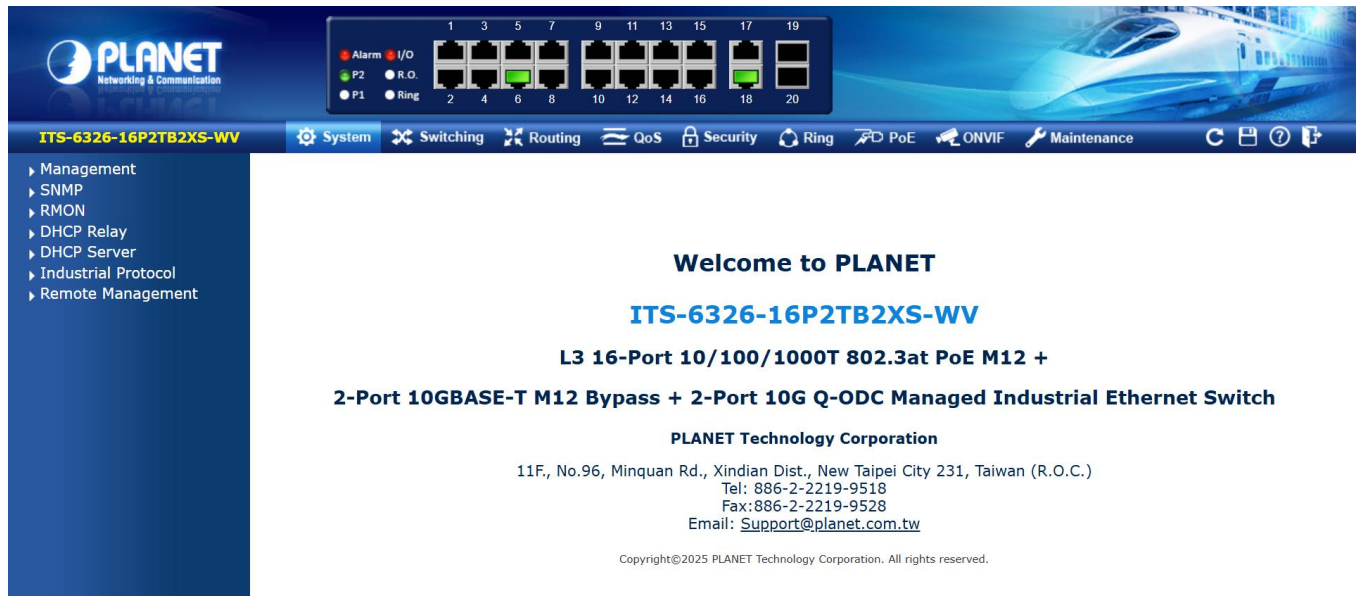 1 3 5 7 9 11 13 15 17 19
PLANET
Networking & Communication
Alarm I/O
P2 R.O.
P1 Ring
2 4 6 8 10 12 14 16 18 20
ITS-6326-16P2TB2XS-WV
System Switching Routing QoS Security Ring PoE ONVIF Maintenance
Management
SNMP
RMON
DHCP Relay
DHCP Server
Industrial Protocol
Remote Management
Welcome to PLANET
ITS-6326-16P2TB2XS-WV
L3 16-Port 10/100/1000T 802.3at PoE M12 +
2-Port 10GBASE-T M12 Bypass + 2-Port 10G Q-ODC Managed Industrial Ethernet Switch
PLANET Technology Corporation
11F., No.96, Minquan Rd., Xindian Dist., New Taipei City 231, Taiwan (R.O.C.)
Tel: 886-2-2219-9518
Fax:886-2-2219-9528
Email: Support@planet.com.tw
Copyright©2025 PLANET Technology Corporation. All rights reserved.